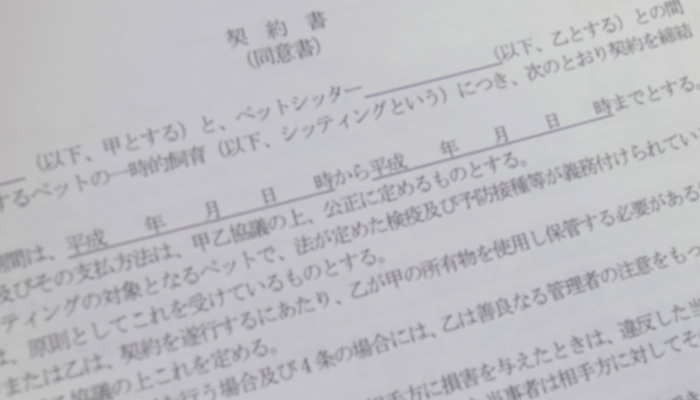 契 約 書
（同意書）
（以下、甲とする）と、ペットシッター（以下、乙とする）との間
するペットの一時的飼育（以下、シッティングという）につき、次のとおり契約を締結
期間は、平成 年 月 日 時から平成 年 月 日 時までとする。
及びその支払方法は、甲乙協議の上、公正に定めるものとする。
ティングの対象となるペットで、法が定めた検疫及び予防接種等が義務付けられてい
は、原則としてこれを受けているものとする。
または乙は、契約を遂行するにあたり、乙が甲の所有物を使用し保管する必要がある
乙協議の上これを定める。
を行う場合及び4条の場合には、乙は善良なる管理者の注意をもっ
相手方に損害を与えたときは、違反した当
当事者は相手方に対してそ